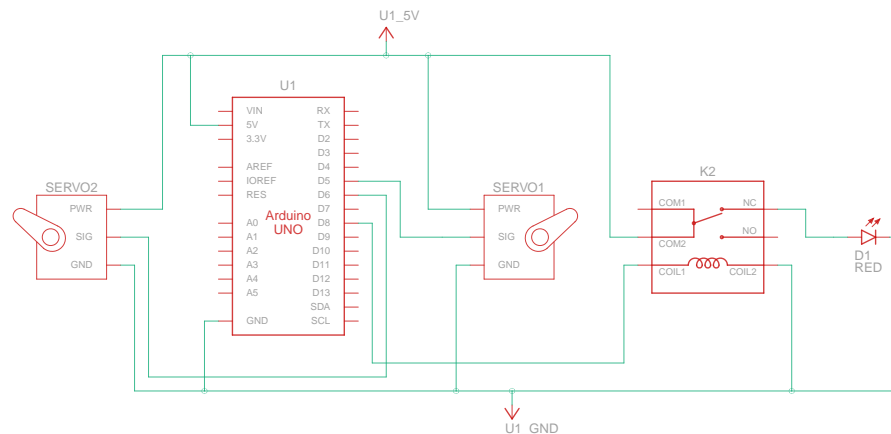 U1_5V
U1
VIN
5V
3.3V
AREF
IOREF
RES
A0
A1
A2
A3
A4
A5
GND
Arduino
UNO
RX
TX
D2
D3
D4
D5
D6
D7
D8
D9
D10
D11
D12
D13
SDA
SCL
SERVO2
PWR
SIG
GND
SERVO1
PWR
SIG
GND
K2
COM1
NC
NO
COM2
COIL1
COIL2
D1
RED
U1_GND